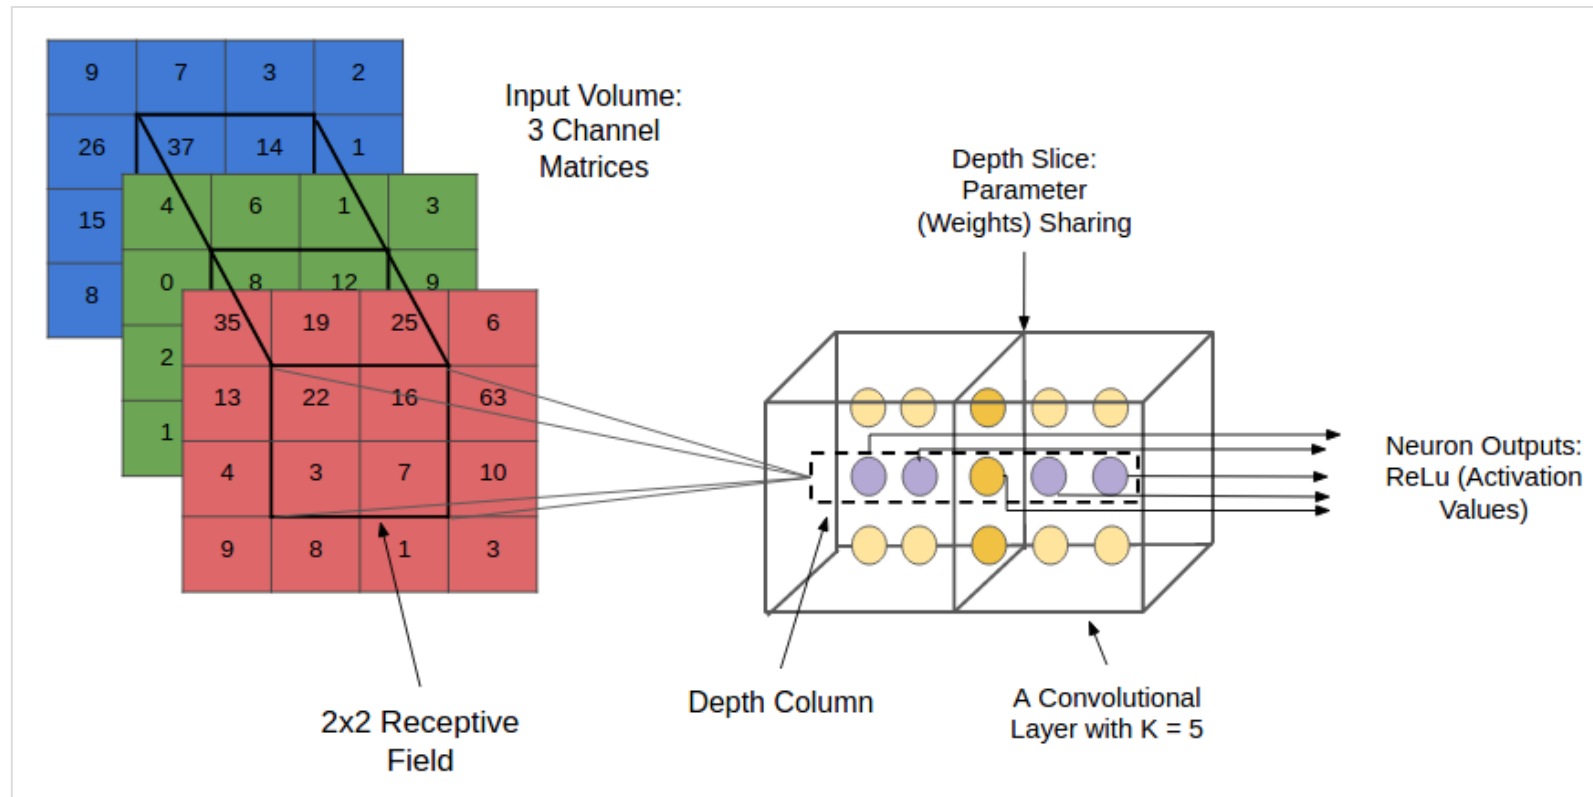 9 7 3 2
26 37 14 1
15
8
4 6 1 3
0 8 12 9
2
1
35 19 25 6
13 22 16 63
4 3 7 10
9 8 1 3
Input Volume:
3 Channel
Matrices
2x2 Receptive
Field
Depth Slice:
Parameter
(Weights) Sharing
Depth Column
A Convolutional
Layer with K = 5
Neuron Outputs:
ReLu (Activation
Values)